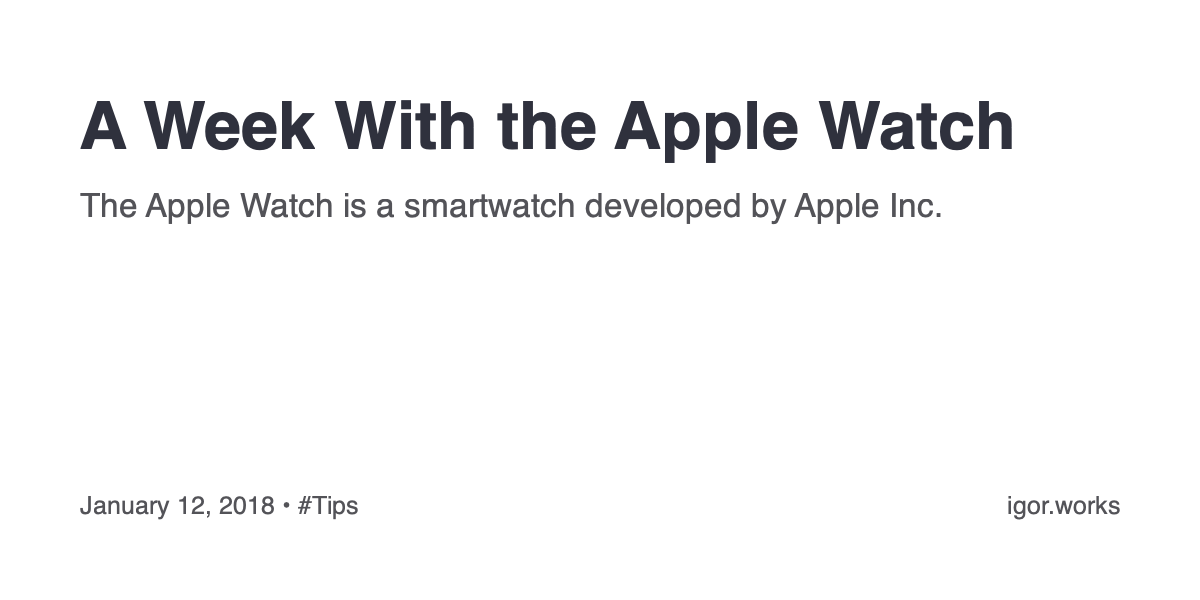 A Week With the Apple Watch
The Apple Watch is a smartwatch developed by Apple Inc.
January 12, 2018 • #Tips
igor.works